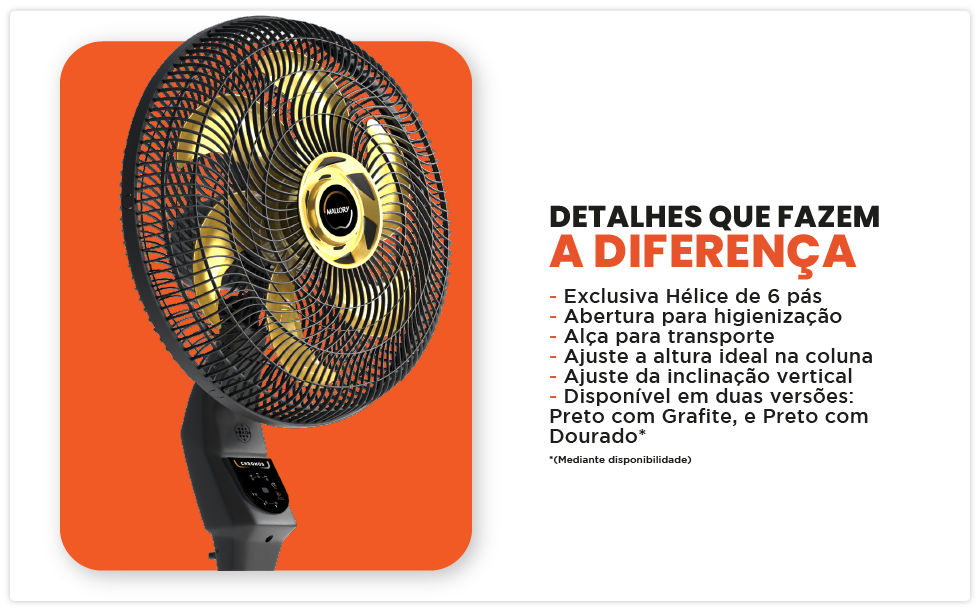 MALLORY
CHRONOS
DETALHES QUE FAZEM
A DIFERENÇA
- Exclusiva Hélice de 6 pás
- Abertura para higienização
- Alça para transporte
- Ajuste a altura ideal na coluna
- Ajuste da inclinação vertical
- Disponível em duas versões:
Preto com Grafite, e Preto com
Dourado*
*(Mediante disponibilidade)